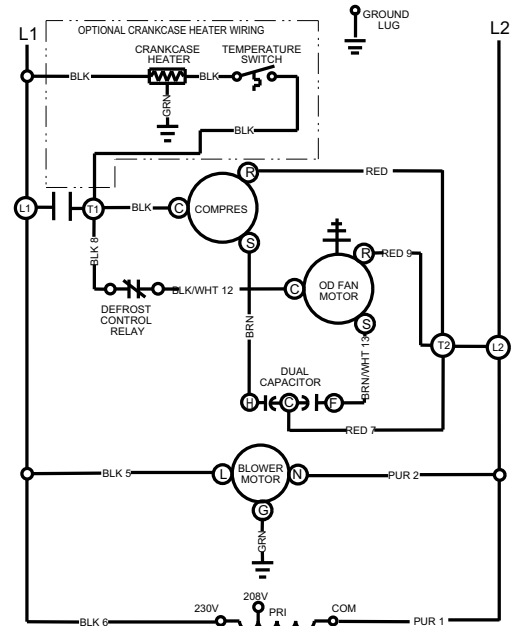 GROUND
LUG
L1
L2
OPTIONAL CRANKCASE HEATER WIRING
CRANKCASE
HEATER
TEMPERATURE
SWITCH
BLK
BLK
GRN
BLK
R
RED
L1
T1
BLK
C
COMPRES
S
BLK 8
R
RED 9
BLK/WHT 12
C
OD FAN
MOTOR
DEFROST
CONTROL
RELAY
BRN
S
BRN/WHT 13
T2
L2
DUAL
CAPACITOR
H
C
F
RED 7
BLK 5
L
BLOWER
MOTOR
N
PUR 2
G
GRN
230V
208V
PRI
COM
BLK 6
PUR 1